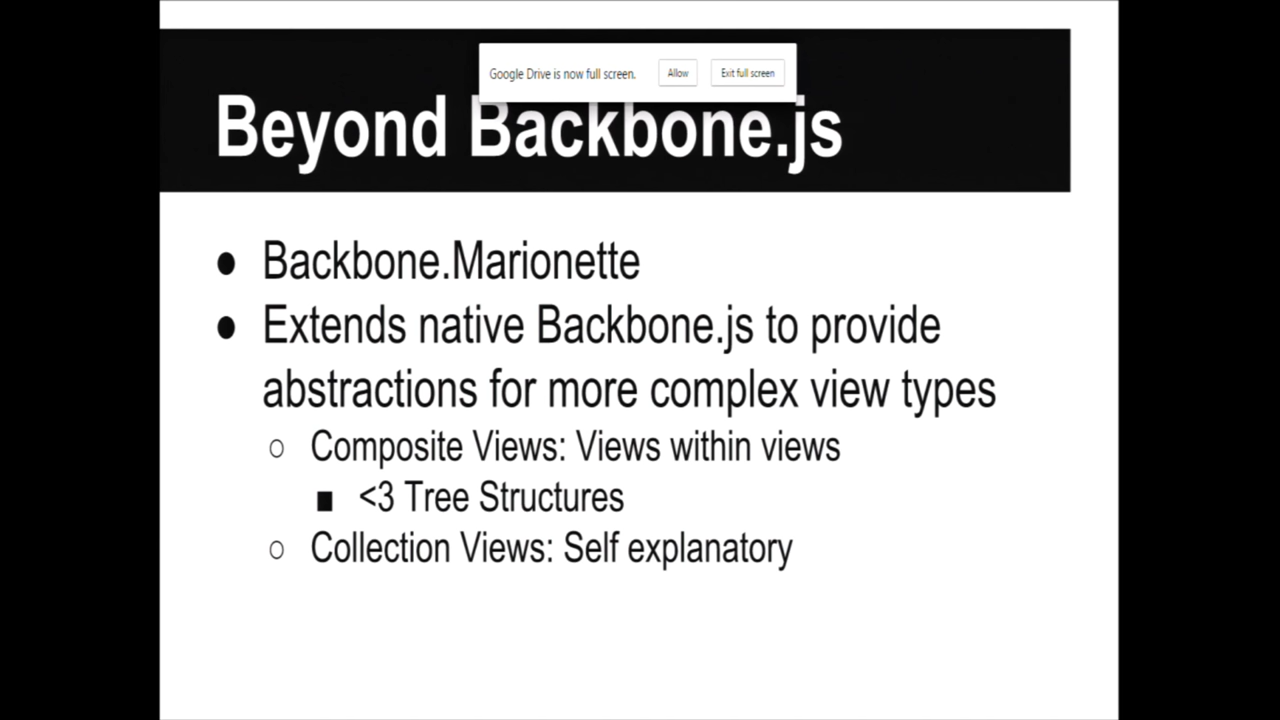 Google Drive is now full screen. Allow Exit full screen
Beyond Backbone.js
● Backbone.Marionette
● Extends native Backbone.js to provide
abstractions for more complex view types
○ Composite Views: Views within views
■ <3 Tree Structures
○ Collection Views: Self explanatory